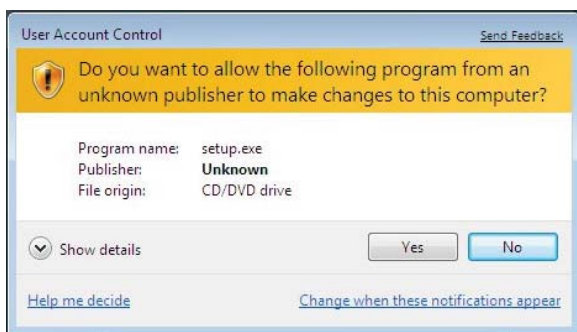 User Account Control
Send Feedback
Do you want to allow the following program from an
unknown publisher to make changes to this computer?
Program name: setup.exe
Publisher: Unknown
File origin: CD/DVD drive
Show details
Yes
No
Help me decide
Change when these notifications appear